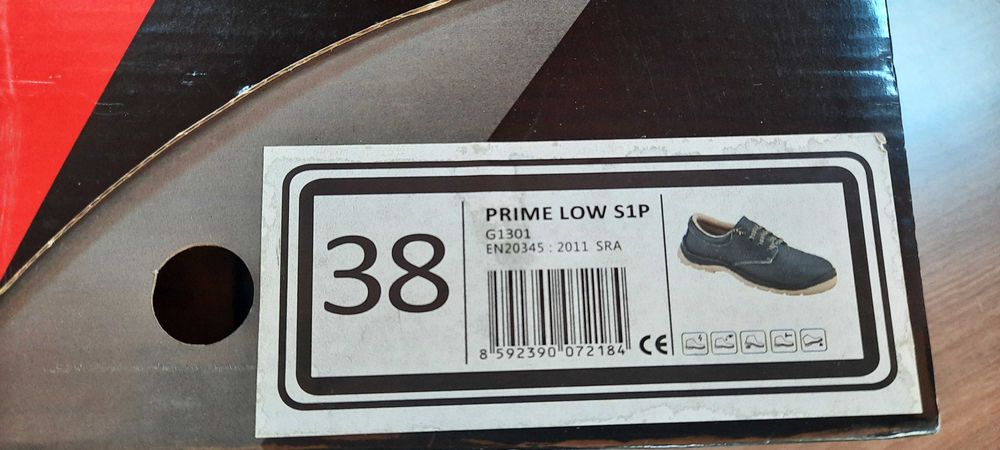 38
PRIME LOW S1P
G1301
EN20345 : 2011 SRA
8 592390 072184
CE